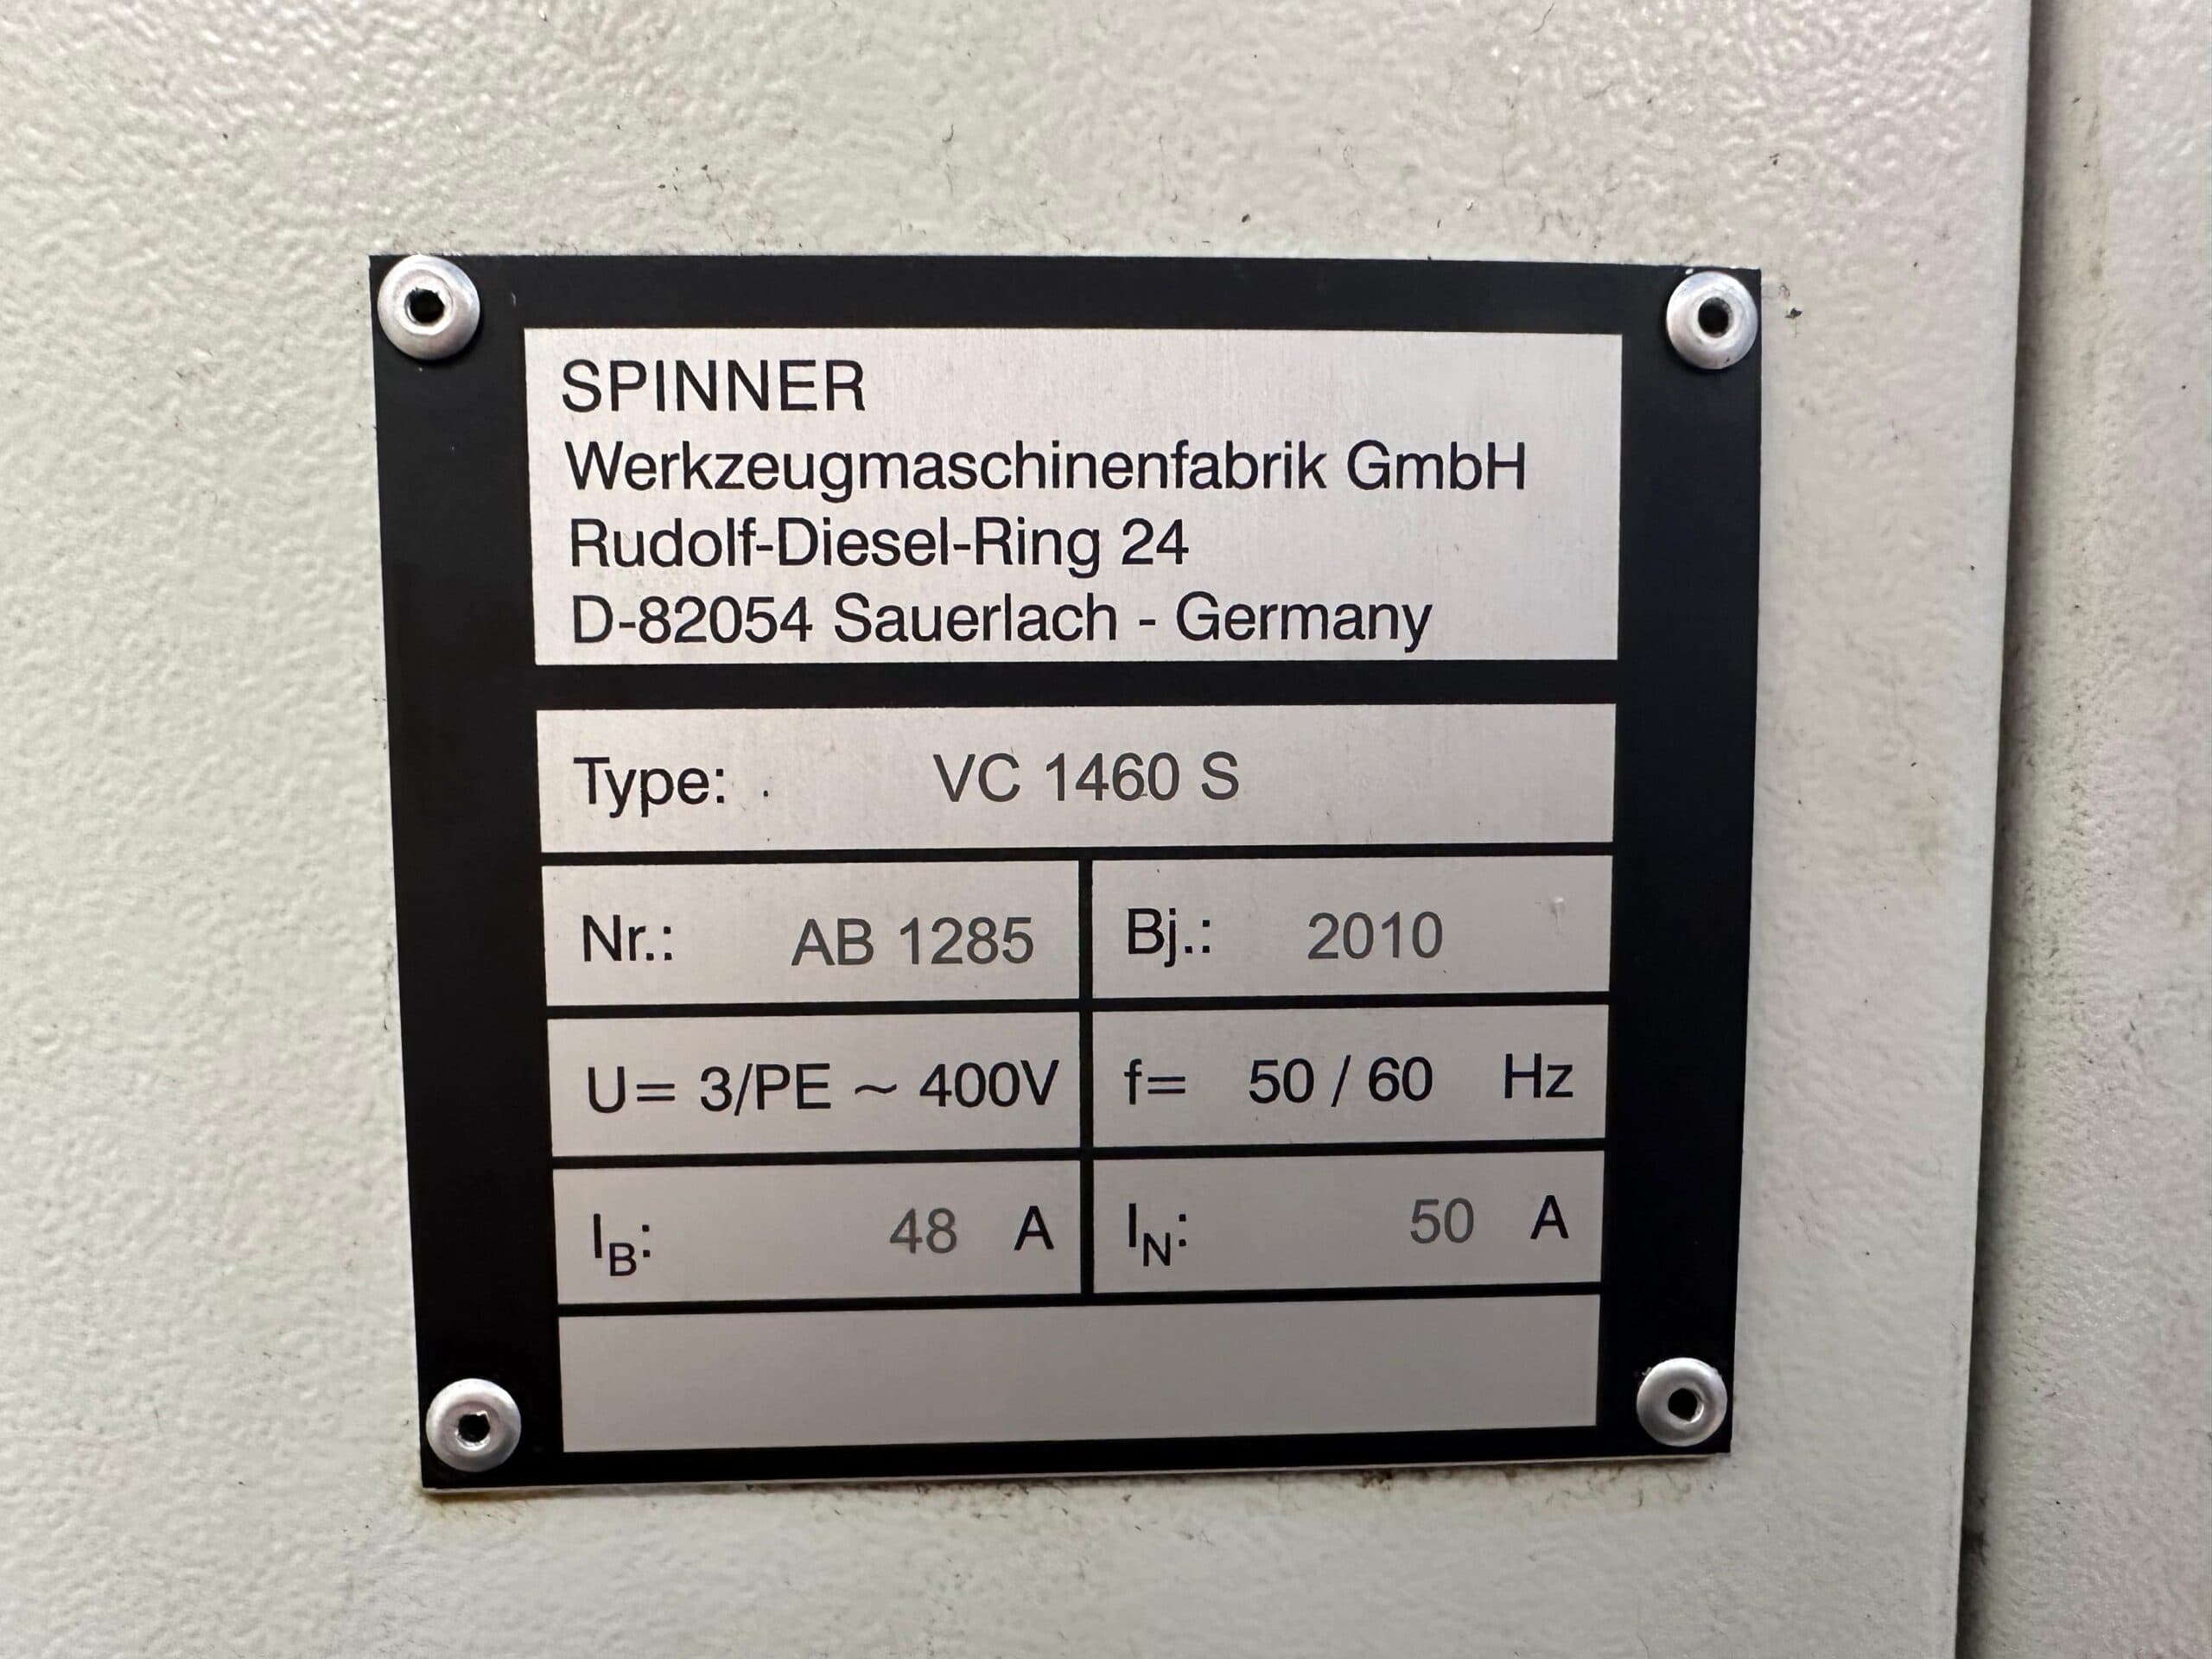 SPINNER
Werkzeugmaschinenfabrik GmbH
Rudolf-Diesel-Ring 24
D-82054 Sauerlach - Germany
Type: VC 1460 S
Nr.: AB 1285 Bj.: 2010
U= 3/PE ~ 400V f= 50 / 60 Hz
IB: 48 A IN: 50 A